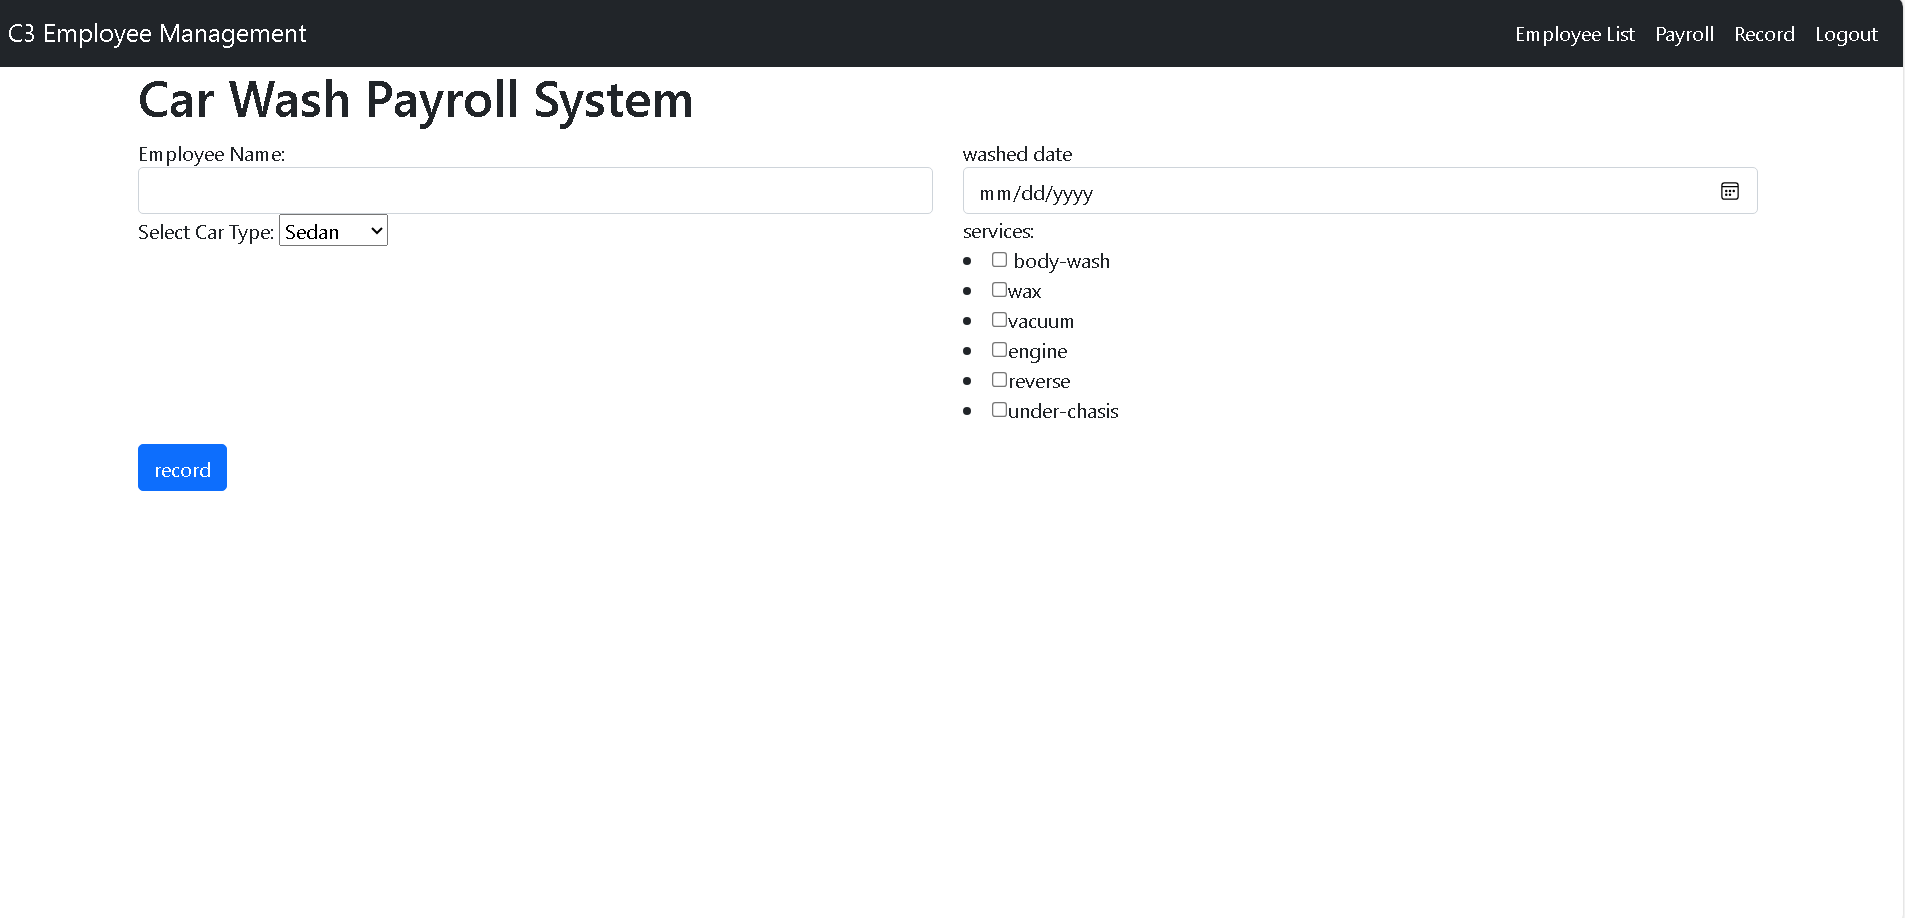 C3 Employee Management
Employee List Payroll Record Logout
Car Wash Payroll System
Employee Name:
washed date
mm/dd/yyyy
Select Car Type: Sedan
services:
body-wash
wax
vacuum
engine
reverse
under-chasis
record